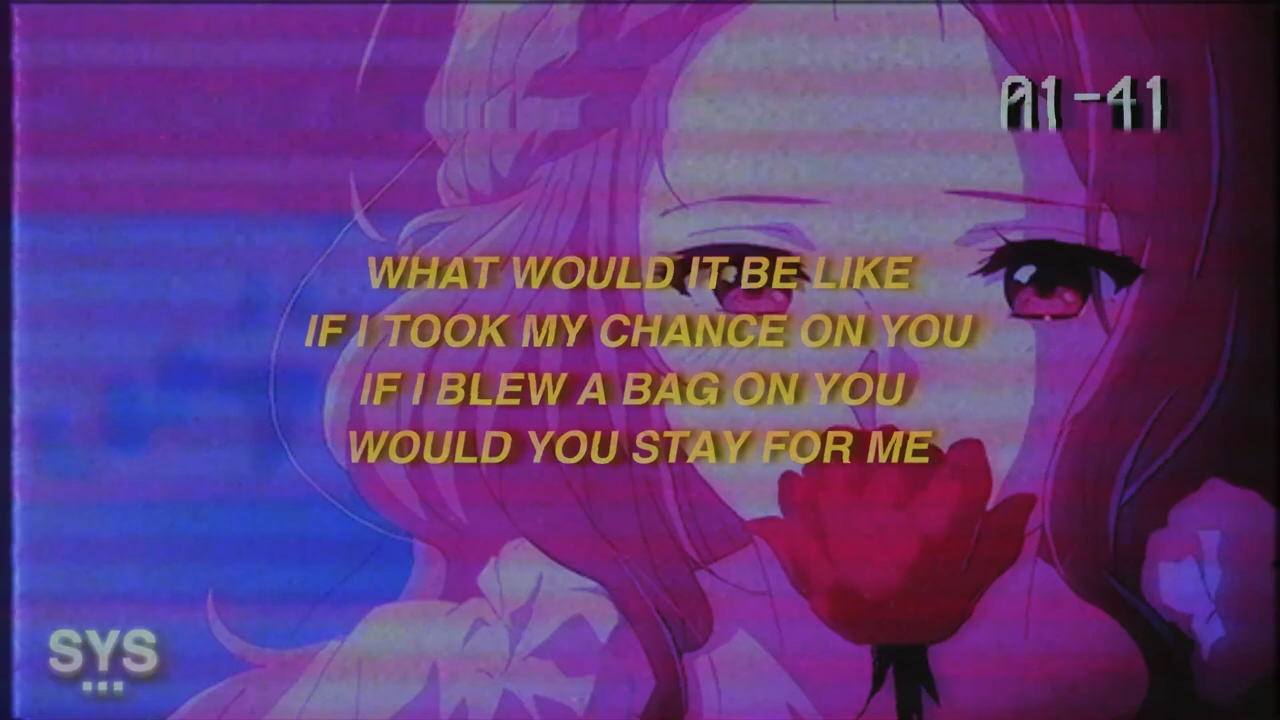 01-41
WHAT WOULD IT BE LIKE
IF I TOOK MY CHANCE ON YOU
IF I BLEW A BAG ON YOU
WOULD YOU STAY FOR ME
SYS
...